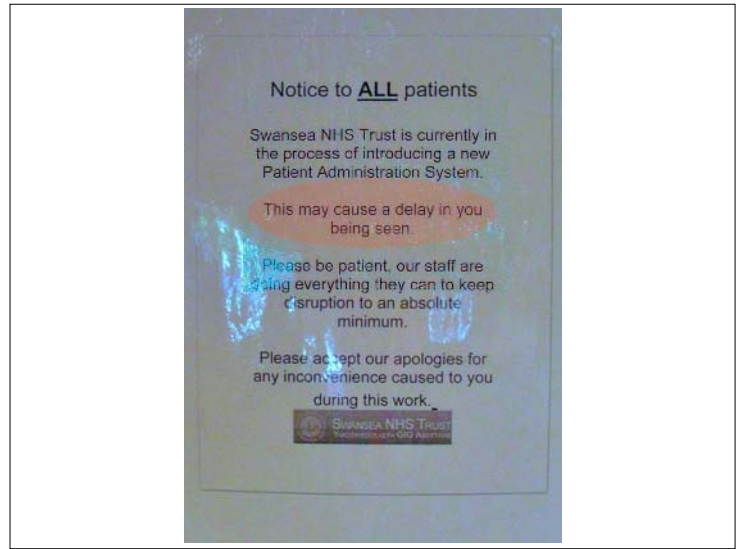 Notice to ALL patients
Swansea NHS Trust is currently in
the process of introducing a new
Patient Administration System.
This may cause a delay in you
being seen.
Please be patient, our staff are
doing everything they can to keep
disruption to an absolute
minimum.
Please accept our apologies for
any inconvenience caused to you
during this work.
SWANSEA NHS TRUST
GIG ABERTAWE